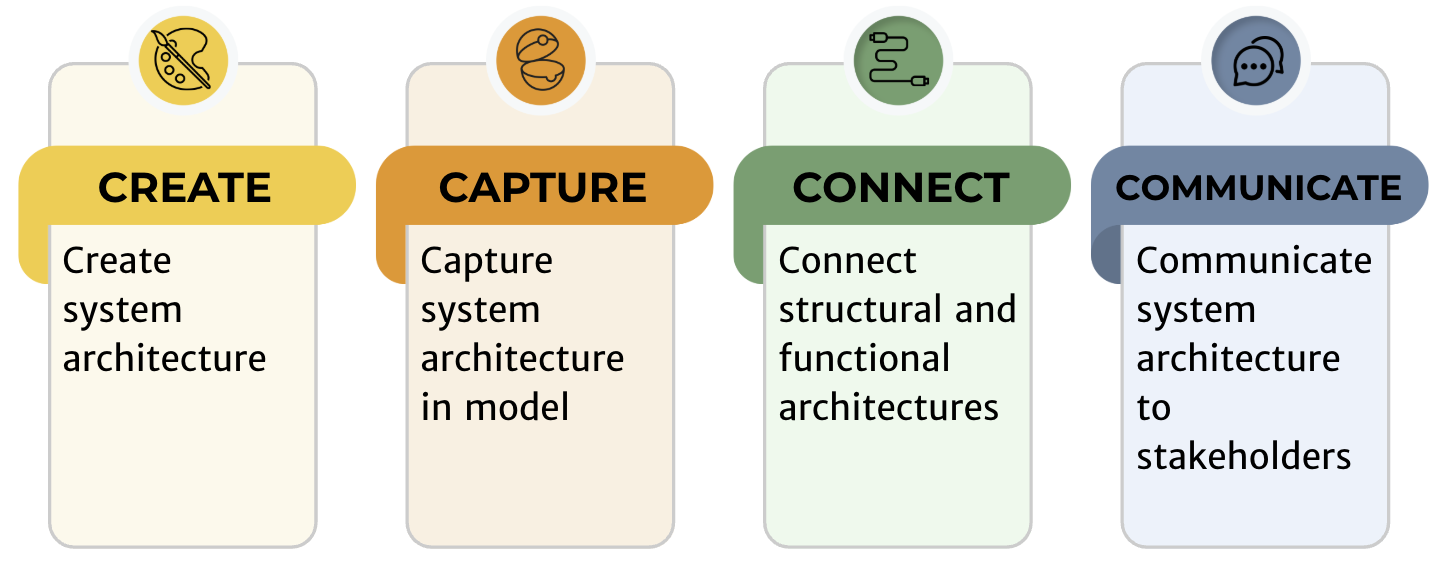 CREATE
Create
system
architecture
CAPTURE
Capture
system
architecture
in model
CONNECT
Connect
structural and
functional
architectures
COMMUNICATE
Communicate
system
architecture
to
stakeholders